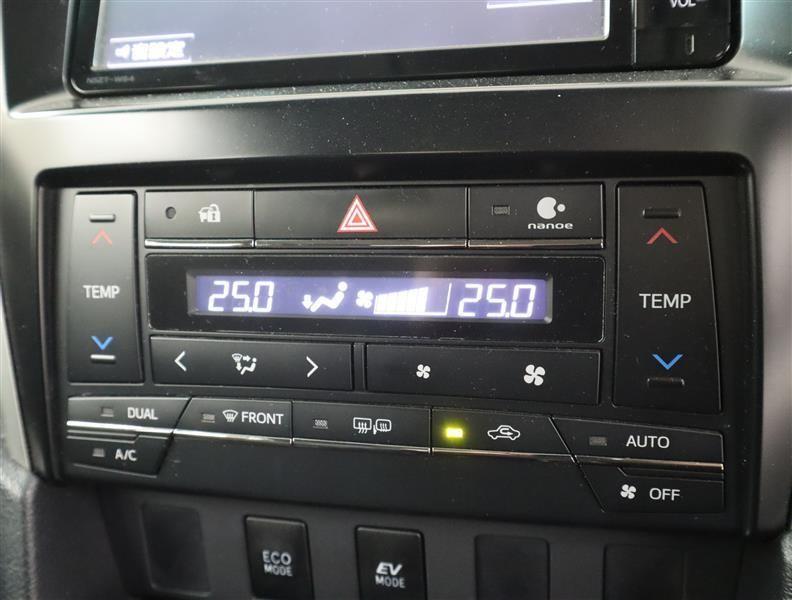 VOL
音設定
NSZT-W64
nanoe
TEMP
25.0
25.0
TEMP
DUAL
FRONT
A/C
AUTO
OFF
ECO
MODE
EV
MODE